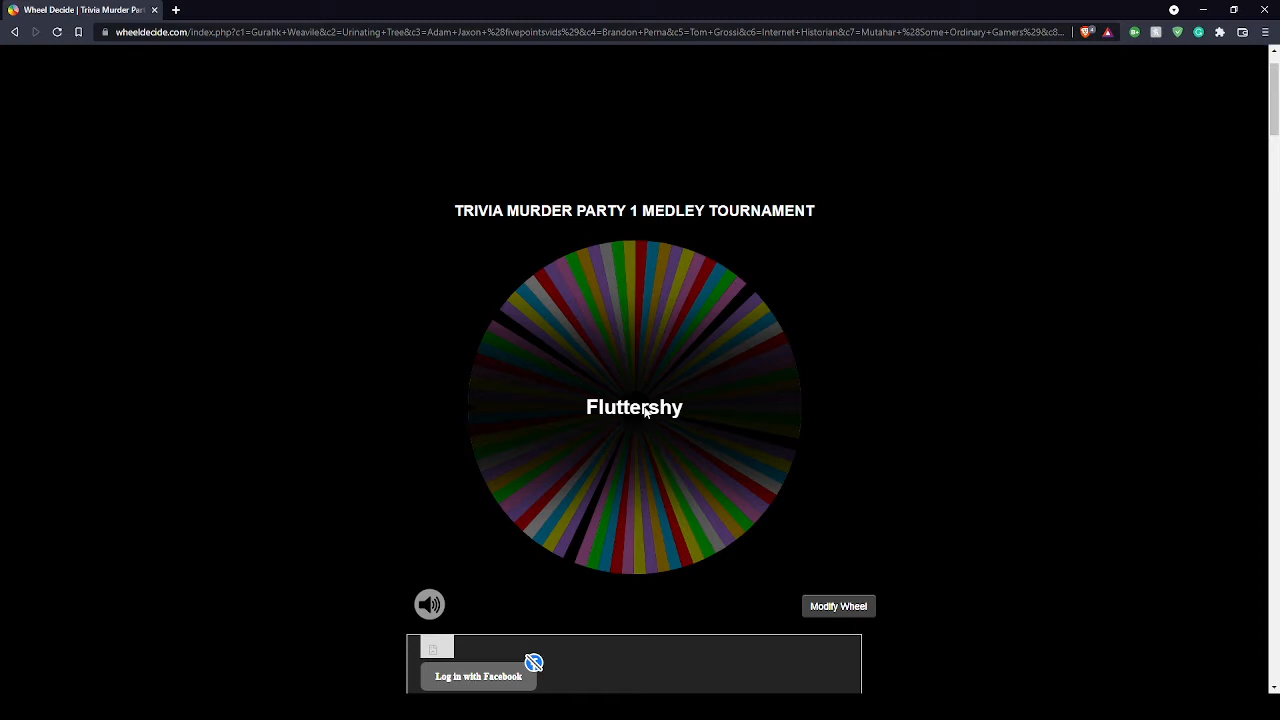 Wheel Decide | Trivia Murder Par
wheeldecide.com/index.php?c1=Gurahk+Weavile&c2=Urinating+Tree&c3=Adam+Jaxon+%28fivepointsvids%29&c4=Brandon+Perna&c5=Tom+Grossi&c6=Internet+Historian&c7=Mutahar+%28Some+Ordinary+Gamers%29&c8...
TRIVIA MURDER PARTY 1 MEDLEY TOURNAMENT
Fluttershy
Modify Wheel
Log in with Facebook